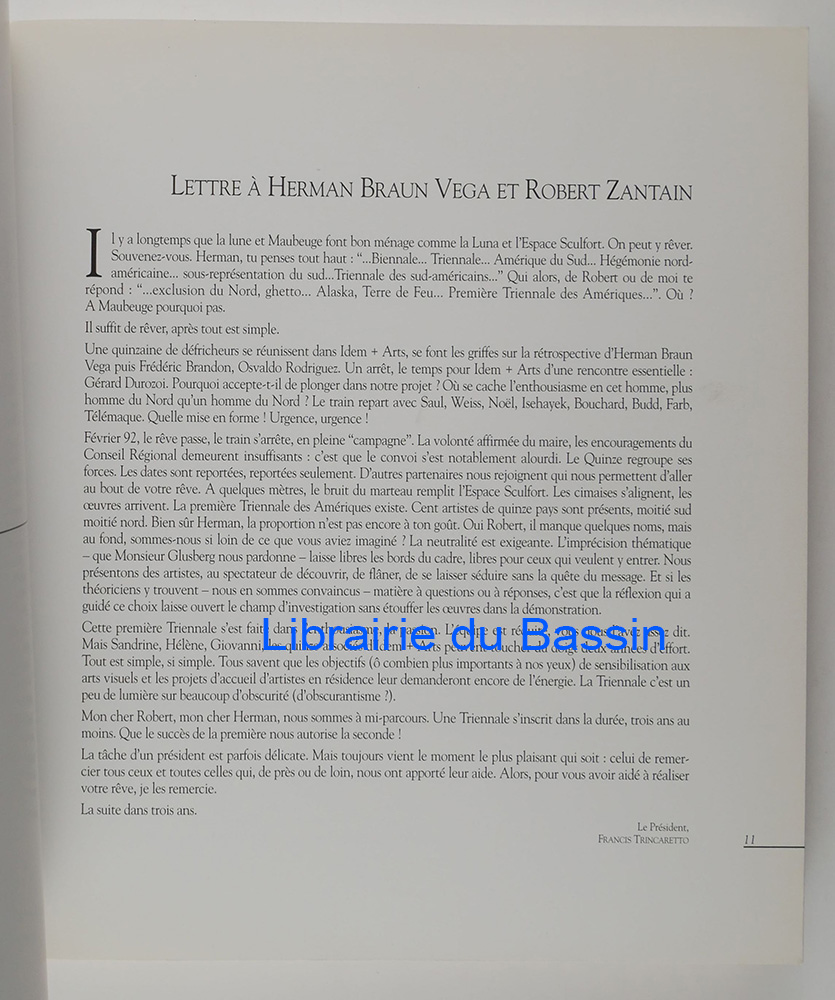 LETTRE À HERMAN BRAUN VEGA ET ROBERT ZANTAIN
Il y a longtemps que la lune et Maubeuge font bon ménage comme la Luna et l'Espace Sculfort. On peut y rêver.
Souvenez-vous. Herman, tu penses tout haut : "...Biennale... Triennale... Amérique du Sud... Hégémonie nord-
américaine... sous-représentation du sud...Triennale des sud-américains..." Qui alors, de Robert ou de moi te
répond : "...exclusion du Nord, ghetto... Alaska, Terre de Feu... Première Triennale des Amériques...". Où ?
A Maubeuge pourquoi pas.
Il suffit de rêver, après tout est simple.
Une quinzaine de défricheurs se réunissent dans Idem + Arts, se font les griffes sur la rétrospective d'Herman Braun
Vega puis Frédéric Brandon, Osvaldo Rodriguez. Un arrêt, le temps pour Idem + Arts d'une rencontre essentielle :
Gérard Durozoi. Pourquoi accepte-t-il de plonger dans notre projet ? Où se cache l'enthousiasme en cet homme, plus
homme du Nord qu'un homme du Nord ? Le train repart avec Saul, Weiss, Noël, Isehayek, Bouchard, Budd, Farb,
Télémaque. Quelle mise en forme ! Urgence, urgence !
Février 92, le rêve passe, le train s'arrête, en pleine "campagne". La volonté affirmée du maire, les encouragements du
Conseil Régional demeurent insuffisants : c'est que le convoi s'est notablement alourdi. Le Quinze regroupe ses
forces. Les dates sont reportées, reportées seulement. D'autres partenaires nous rejoignent qui nous permettent d'aller
au bout de votre rêve. A quelques mètres, le bruit du marteau remplit l'Espace Sculfort. Les cimaises s'alignent, les
œuvres arrivent. La première Triennale des Amériques existe. Cent artistes de quinze pays sont présents, moitié sud
moitié nord. Bien sûr Herman, la proportion n'est pas encore à ton goût. Oui Robert, il manque quelques noms, mais
au fond, sommes-nous si loin de ce que vous aviez imaginé ? La neutralité est exigeante. L'imprécision thématique
– que Monsieur Glusberg nous pardonne – laisse libres les bords du cadre, libres pour ceux qui veulent y entrer. Nous
présentons des artistes, au spectateur de découvrir, de flâner, de se laisser séduire sans la quête du message. Et si les
théoriciens y trouvent – nous en sommes convaincus – matière à questions ou à réponses, c'est que la réflexion qui a
guidé ce choix laisse ouvert le champ d'investigation sans étouffer les œuvres dans la démonstration.
Cette première Triennale s'est faite dans l'enthousiasme, la passion. L'équipe est réduite, vous l'avez assez dit.
Mais Sandrine, Hélène, Giovanni, les quinze associés d'Idem + Arts peuvent toucher du doigt deux années d'effort.
Tout est simple, si simple. Tous savent que les objectifs (ô combien plus importants à nos yeux) de sensibilisation aux
arts visuels et les projets d'accueil d'artistes en résidence leur demanderont encore de l'énergie. La Triennale c'est un
peu de lumière sur beaucoup d'obscurité (d'obscurantisme ?).
Mon cher Robert, mon cher Herman, nous sommes à mi-parcours. Une Triennale s'inscrit dans la durée, trois ans au
moins. Que le succès de la première nous autorise la seconde !
La tâche d'un président est parfois délicate. Mais toujours vient le moment le plus plaisant qui soit : celui de remer-
cier tous ceux et toutes celles qui, de près ou de loin, nous ont apporté leur aide. Alors, pour vous avoir aidé à réaliser
votre rêve, je les remercie.
La suite dans trois ans.
Le Président,
FRANCIS TRINCARETTO
11
Librairie du Bassin